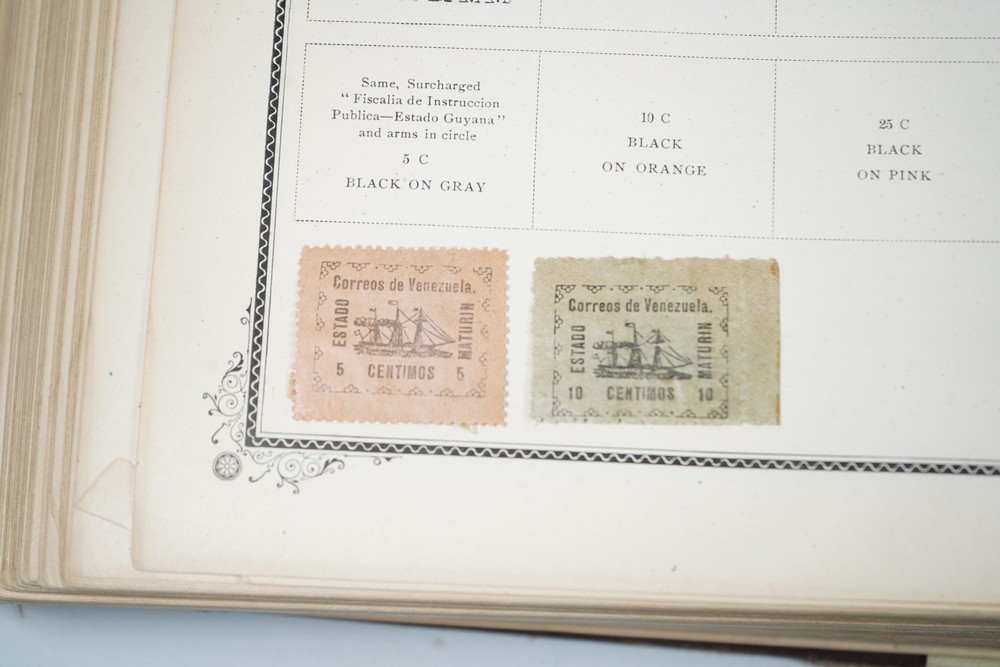 Same, Surcharged
“ Fiscalia de Instruccion
Publica—Estado Guyana ”
and arms in circle
5 C
BLACK ON GRAY
10 C
BLACK
ON ORANGE
25 C
BLACK
ON PINK
Correos de Venezuela.
ESTADO
MATURIN
5 CENTIMOS 5
Correos de Venezuela.
ESTADO
MATURIN
10 CENTIMOS 10